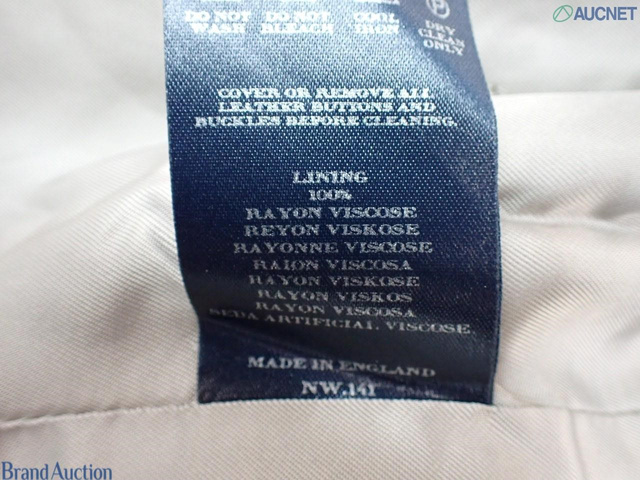 DO NOT DO NOT COOL
WASH BLEACH IRON
P
DRY
CLEAN
ONLY
AUCNET
COVER OR REMOVE ALL
LEATHER BUTTONS AND
BUCKLES BEFORE CLEANING.
LINING
100%
RAYON VISCOSE
REYON VISKOSE
RAYONNE VISCOSE
RAION VISCOSA
RAYON VISKOSE
RAYON VISKOS
RAYON VISCOSA
SEDA ARTIFICIAL VISCOSE.
MADE IN ENGLAND
NW.141
Brand Auction